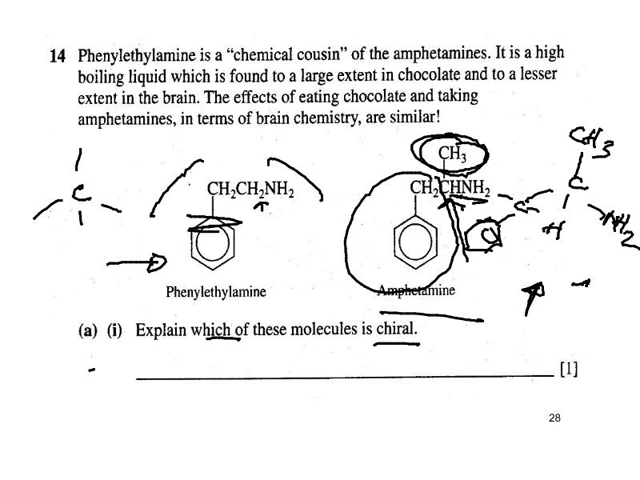 14 Phenylethylamine is a “chemical cousin” of the amphetamines. It is a high
boiling liquid which is found to a large extent in chocolate and to a lesser
extent in the brain. The effects of eating chocolate and taking
amphetamines, in terms of brain chemistry, are similar!
CH3
CH3
C
CH2CH2NH2
CH2CHNH2
C
C
H
NH2
Phenylethylamine
Amphetamine
(a) (i) Explain which of these molecules is chiral.
[1]
28